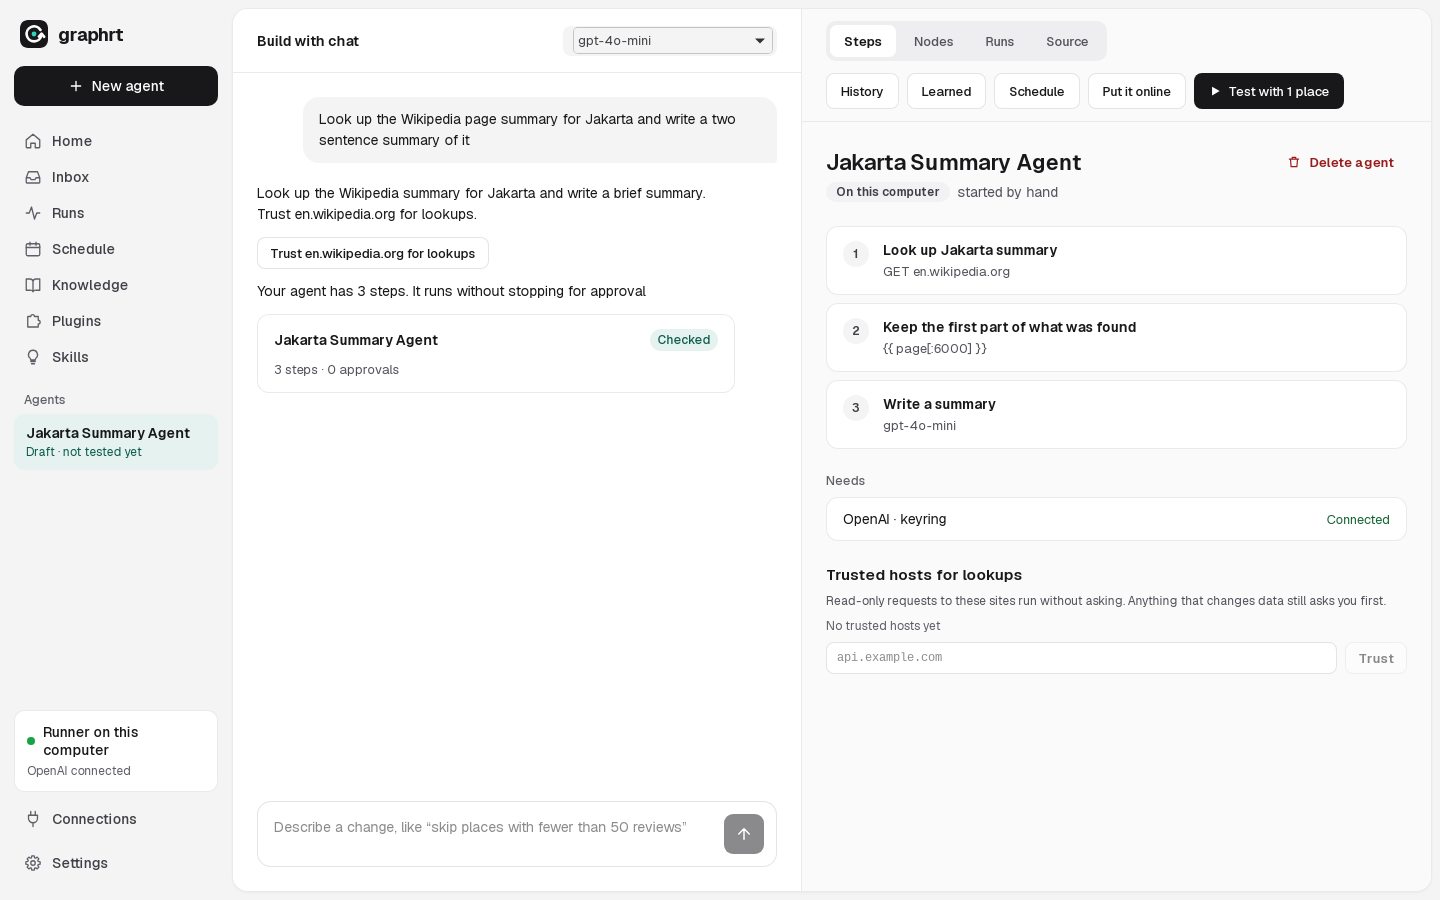 graphrt
New agent
Home
Inbox
Runs
Schedule
Knowledge
Plugins
Skills
Agents
Jakarta Summary Agent
Draft · not tested yet
Runner on this
computer
OpenAI connected
Connections
Settings
Build with chat
gpt-4o-mini
Look up the Wikipedia page summary for Jakarta and write a two
sentence summary of it
Look up the Wikipedia summary for Jakarta and write a brief summary.
Trust en.wikipedia.org for lookups.
Trust en.wikipedia.org for lookups
Your agent has 3 steps. It runs without stopping for approval
Jakarta Summary Agent
Checked
3 steps · 0 approvals
Describe a change, like “skip places with fewer than 50 reviews”
Steps
Nodes
Runs
Source
History
Learned
Schedule
Put it online
Test with 1 place
Jakarta Summary Agent
Delete agent
On this computer
started by hand
1
Look up Jakarta summary
GET en.wikipedia.org
2
Keep the first part of what was found
{{ page[:6000] }}
3
Write a summary
gpt-4o-mini
Needs
OpenAI · keyring
Connected
Trusted hosts for lookups
Read-only requests to these sites run without asking. Anything that changes data still asks you first.
No trusted hosts yet
api.example.com
Trust